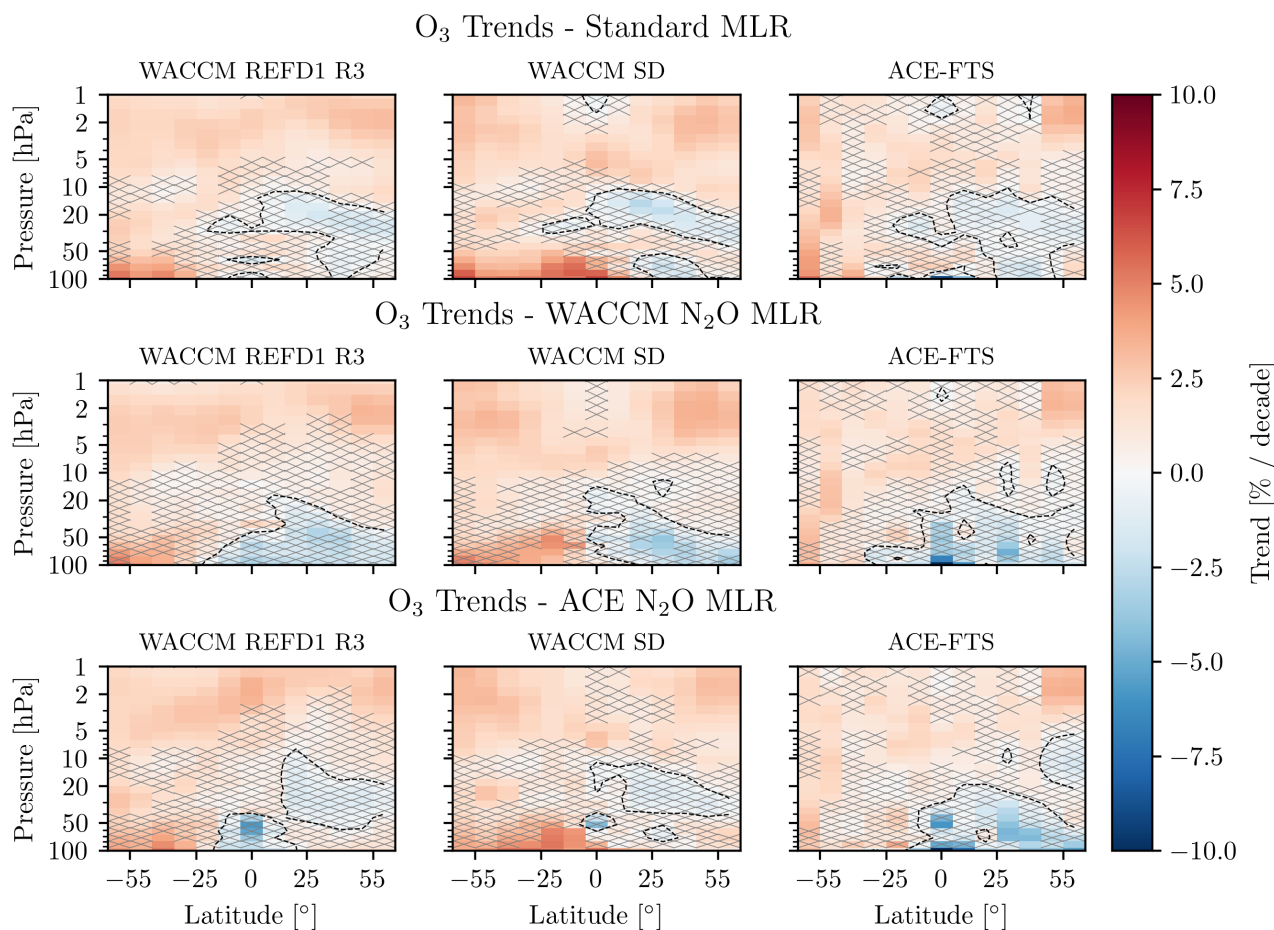 O₃ Trends - Standard MLR
WACCM REFD1 R3
WACCM SD
ACE-FTS
Pressure [hPa]
1
2
5
10
20
50
100
O₃ Trends - WACCM N₂O MLR
WACCM REFD1 R3
WACCM SD
ACE-FTS
Pressure [hPa]
1
2
5
10
20
50
100
O₃ Trends - ACE N₂O MLR
WACCM REFD1 R3
WACCM SD
ACE-FTS
Pressure [hPa]
1
2
5
10
20
50
100
−55 −25 0 25 55
−55 −25 0 25 55
−55 −25 0 25 55
Latitude [°]
Latitude [°]
Latitude [°]
10.0
7.5
5.0
2.5
0.0
−2.5
−5.0
−7.5
−10.0
Trend [% / decade]